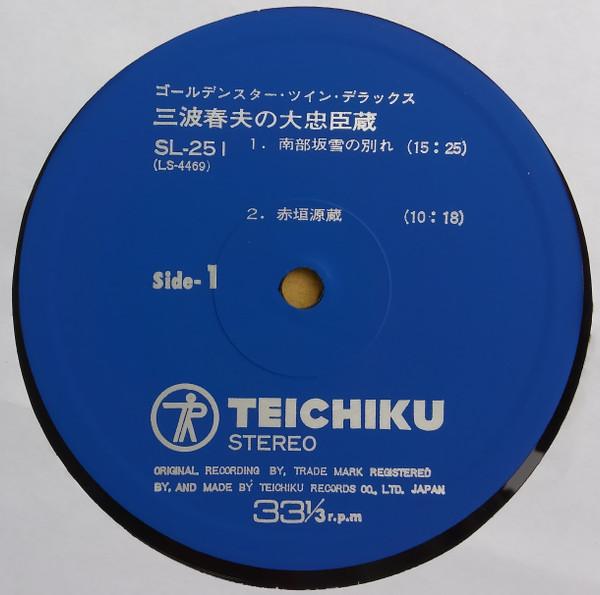 ゴールデンスター・ツイン・デラックス
三波春夫の大忠臣蔵
SL-251 1. 南部坂雪の別れ (15:25)
(LS-4469)
2. 赤垣源蔵 (10:18)
Side-1
TEICHIKU
STEREO
ORIGINAL RECORDING BY, TRADE MARK REGISTERED
BY, AND MADE BY TEICHIKU RECORDS CO., LTD. JAPAN
33 1/3 r.p.m